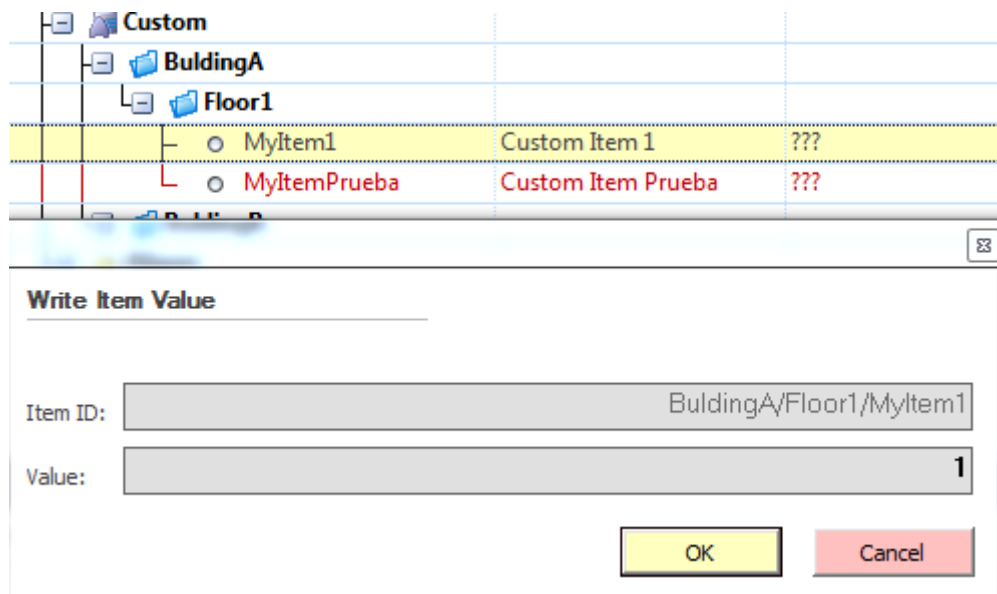 Custom
BuldingA
Floor1
MyItem1 Custom Item 1 ???
MyItemPrueba Custom Item Prueba ???
Write Item Value
Item ID: BuldingA/Floor1/MyItem1
Value: 1
OK Cancel